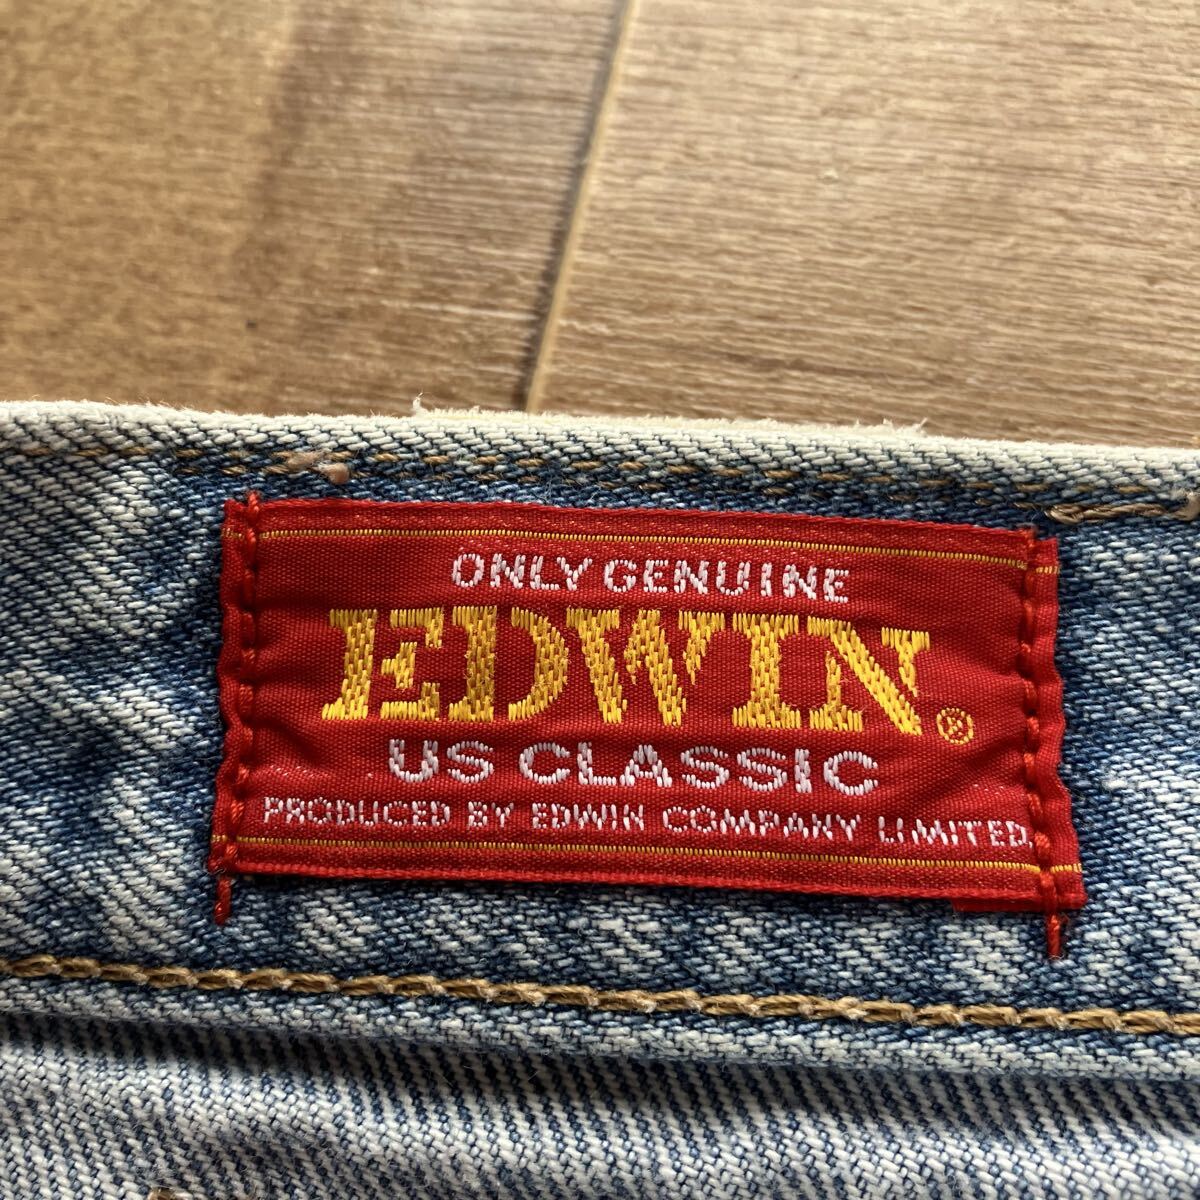 ONLY GENUINE
EDWIN®
US CLASSIC
PRODUCED BY EDWIN COMPANY LIMITED.